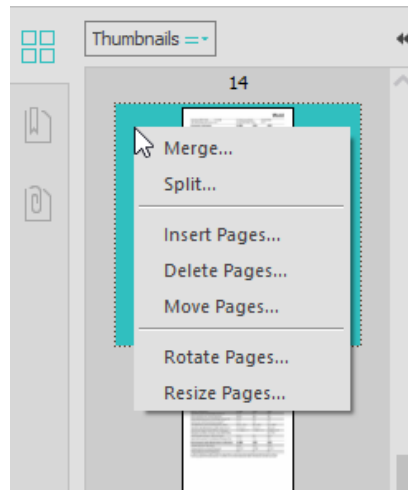 Thumbnails
14
Merge...
Split...
Insert Pages...
Delete Pages...
Move Pages...
Rotate Pages...
Resize Pages...